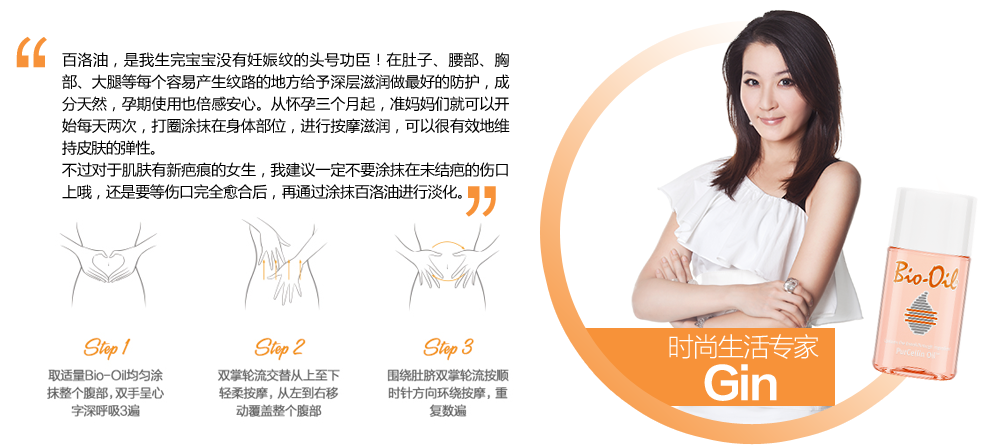 百洛油，是我生完宝宝没有妊娠纹的头号功臣！在肚子、腰部、胸
部、大腿等每个容易产生纹路的地方给予深层滋润做最好的防护，成
分天然，孕期使用也倍感安心。从怀孕三个月起，准妈妈们就可以开
始每天两次，打圈涂抹在身体部位，进行按摩滋润，可以很有效地维
持皮肤的弹性。
不过对于肌肤有新疤痕的女生，我建议一定不要涂抹在未结疤的伤口
上哦，还是要等伤口完全愈合后，再通过涂抹百洛油进行淡化。
Step 1
取适量Bio-Oil均匀涂
抹整个腹部，双手呈心
字深呼吸3遍
Step 2
双掌轮流交替从上至下
轻柔按摩，从左到右移
动覆盖整个腹部
Step 3
围绕肚脐双掌轮流按顺
时针方向环绕按摩，重
复数遍
时尚生活专家
Gin
Bio-Oil
PurCellin Oil